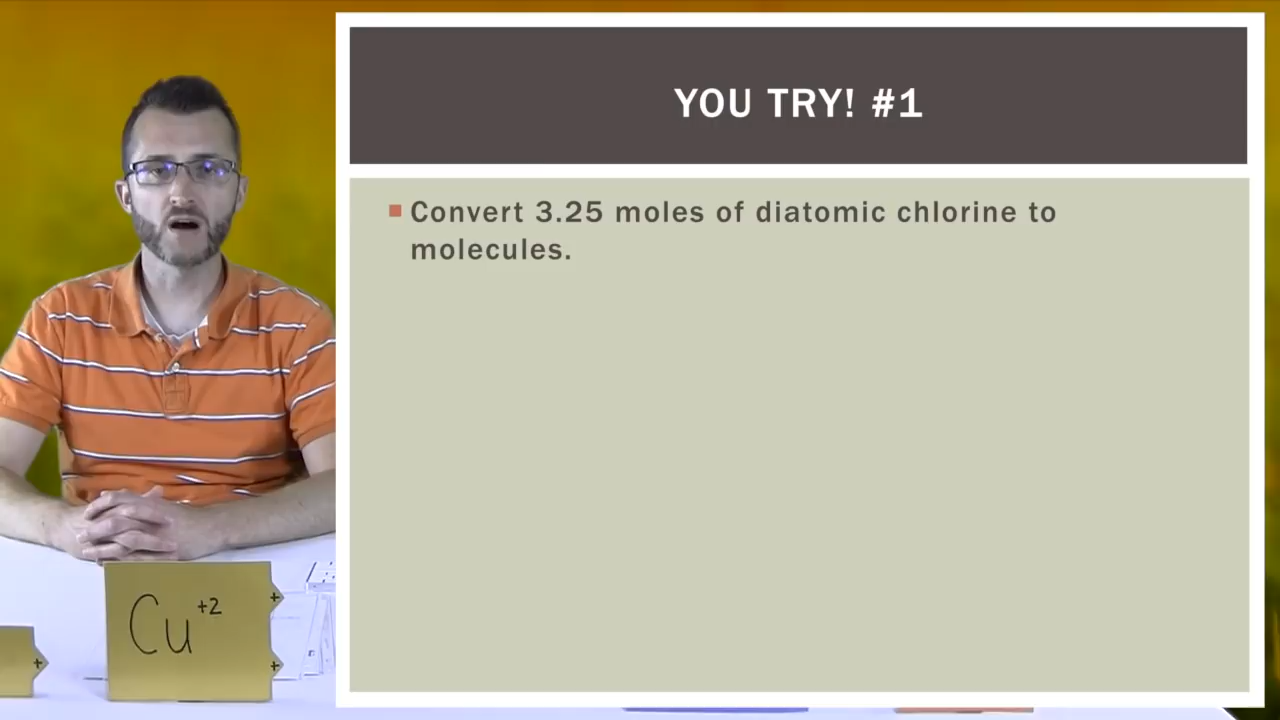 YOU TRY! #1
Convert 3.25 moles of diatomic chlorine to
molecules.
Cu+2
+
+
+